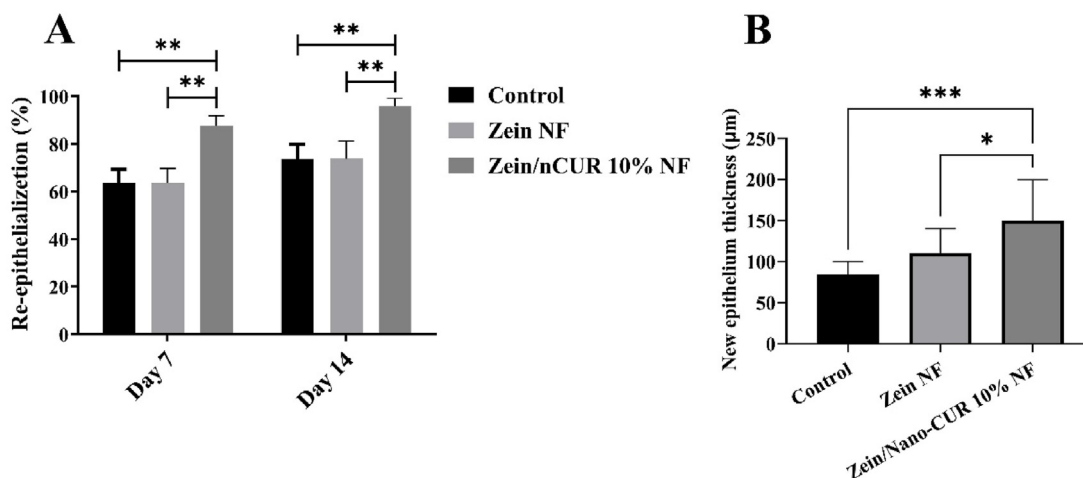 A
Re-epithelializetion (%)
100
80
60
40
20
0
**
**
**
**
Day 7
Day 14
Control
Zein NF
Zein/nCUR 10% NF
B
New epithelium thickness (μm)
250
200
150
100
50
0
***
*
Control
Zein NF
Zein/Nano-CUR 10% NF